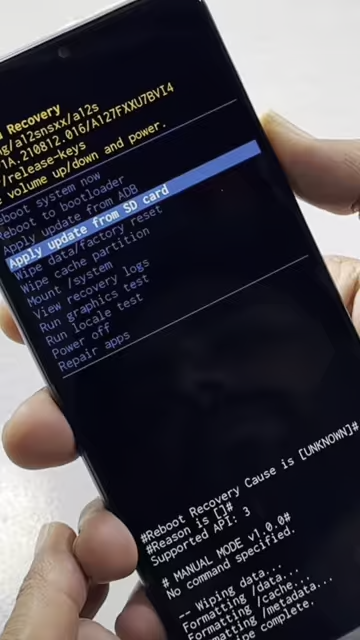 Recovery
ng/a12snsxx/a12s
1A.210812.016/A127FXXU7BVI4
/release-keys
volume up/down and power.
eboot system now
eboot to bootloader
Apply update from ADB
Apply update from SD card
Wipe data/factory reset
Wipe cache partition
Mount /system
View recovery logs
Run graphics test
Run locale test
Power off
Repair apps
#Reboot Recovery Cause is [UNKNOWN]#
#Reason is []#
Supported API: 3
# MANUAL MODE v1.0.0#
No command specified.
-- Wiping data...
Formatting /data...
Formatting /cache...
Formatting /metadata...
wipe complete.